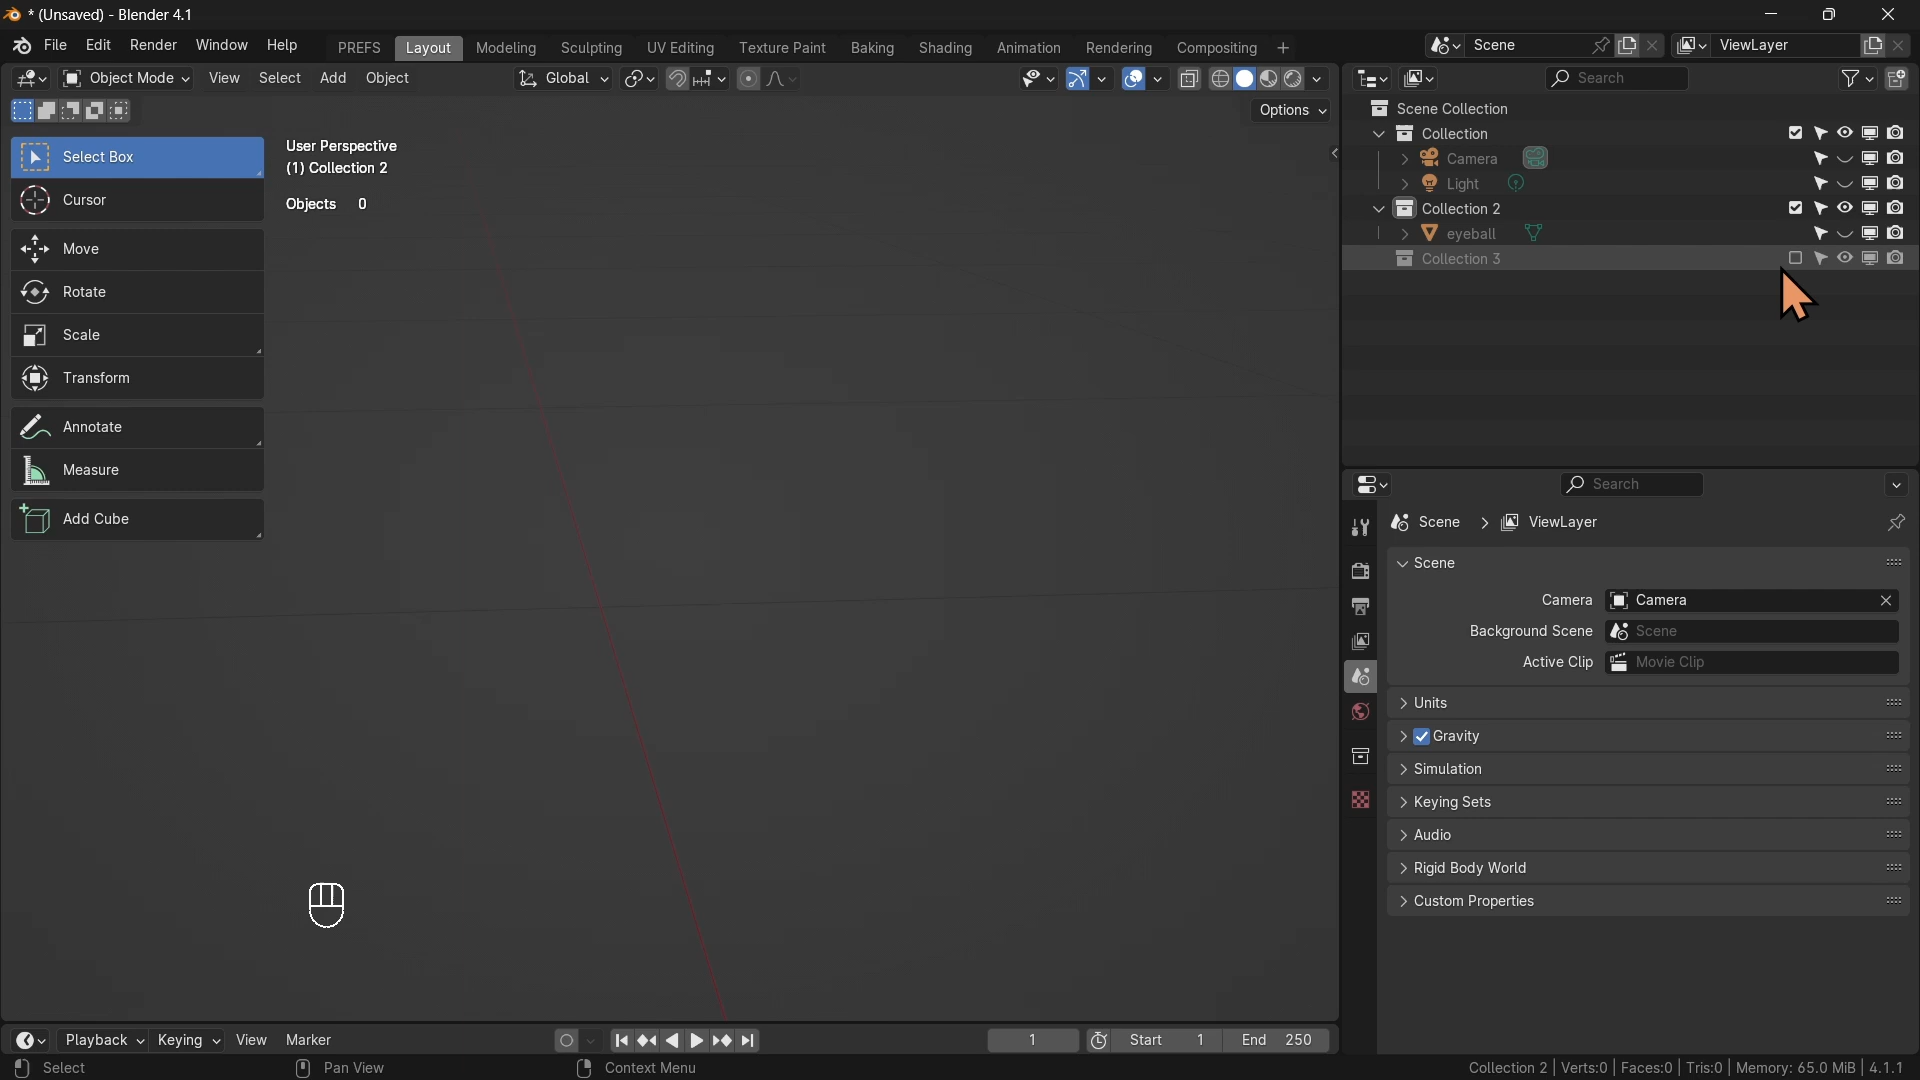 * (Unsaved) - Blender 4.1
File Edit Render Window Help PREFS Layout Modeling Sculpting UV Editing Texture Paint Baking Shading Animation Rendering Compositing + Scene ViewLayer
Object Mode View Select Add Object Global Search
Options
Select Box
Cursor
Move
Rotate
Scale
Transform
Annotate
Measure
Add Cube
User Perspective
(1) Collection 2
Objects 0
Scene Collection
Collection
Camera
Light
Collection 2
eyeball
Collection 3
Search
Scene ViewLayer
Scene
Camera Camera
Background Scene Scene
Active Clip Movie Clip
Units
Gravity
Simulation
Keying Sets
Audio
Rigid Body World
Custom Properties
Playback Keying View Marker 1 Start 1 End 250
Select Pan View Context Menu Collection 2 | Verts:0 | Faces:0 | Tris:0 | Memory: 65.0 MiB | 4.1.1